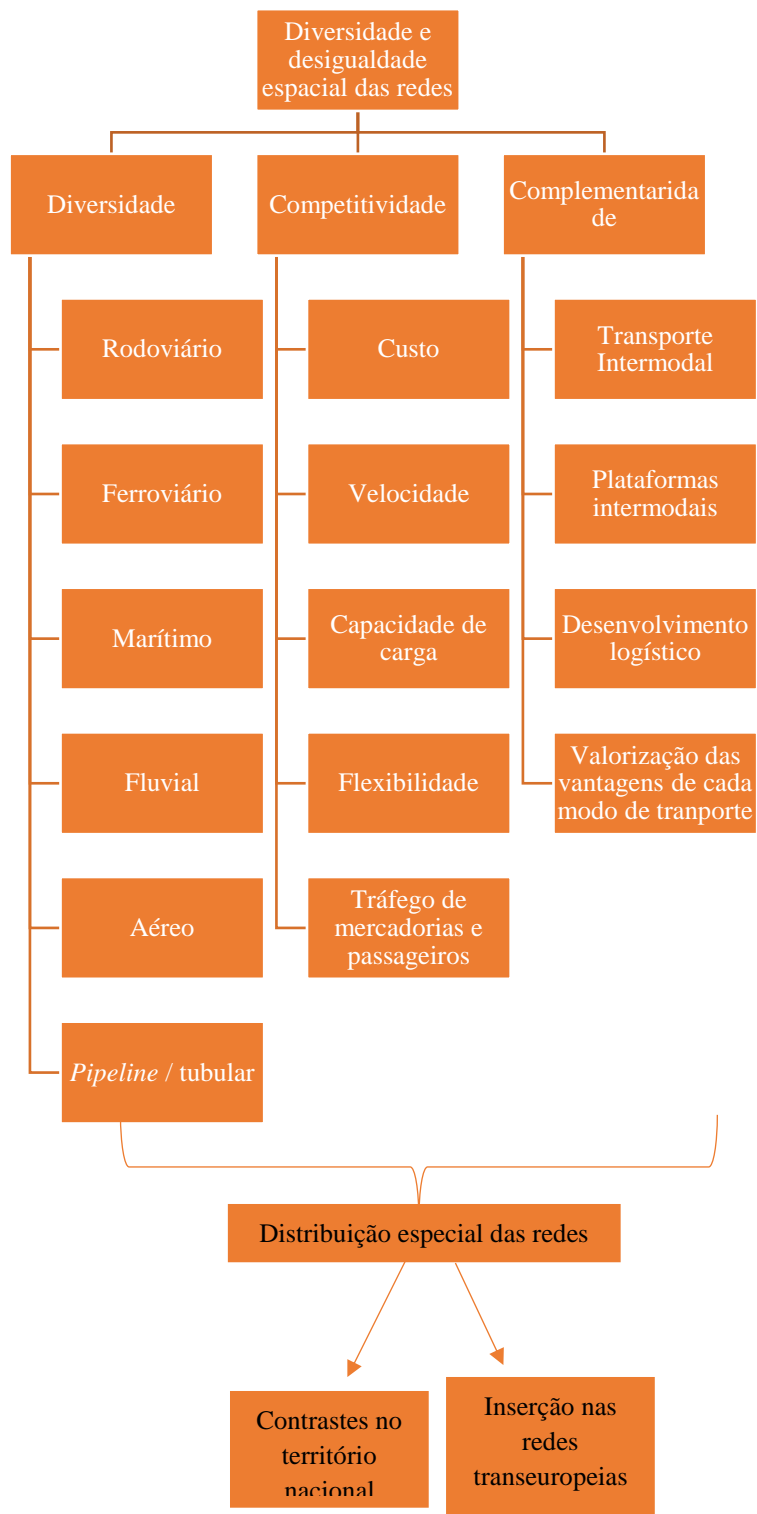 Diversidade e
desigualdade
espacial das redes
Diversidade
Competitividade
Complementarida
de
Rodoviário
Ferroviário
Marítimo
Fluvial
Aéreo
Pipeline / tubular
Custo
Velocidade
Capacidade de
carga
Flexibilidade
Tráfego de
mercadorias e
passageiros
Transporte
Intermodal
Plataformas
intermodais
Desenvolvimento
logístico
Valorização das
vantagens de cada
modo de tranporte
Distribuição especial das redes
Contrastes no
território
nacional
Inserção nas
redes
transeuropeias